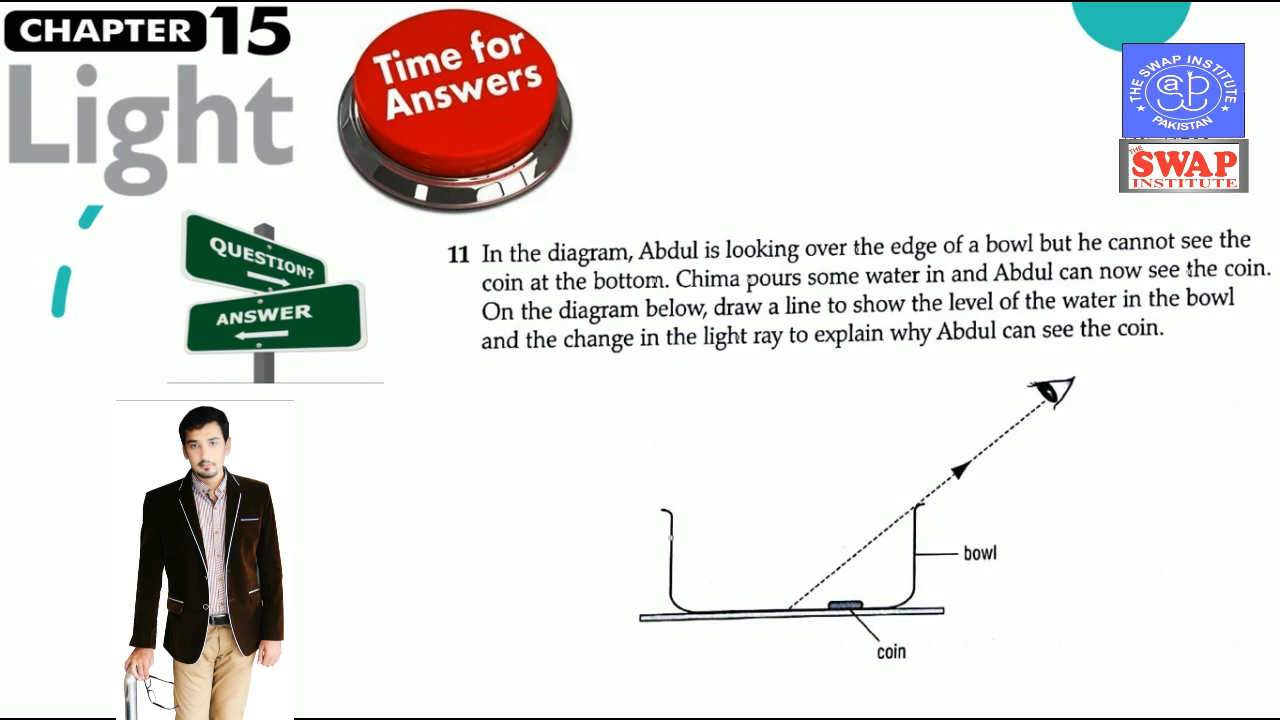 CHAPTER 15
Light
Time for
Answers
THE SWAP INSTITUTE
PAKISTAN
THE
SWAP
INSTITUTE
QUESTION?
ANSWER
11 In the diagram, Abdul is looking over the edge of a bowl but he cannot see the
coin at the bottom. Chima pours some water in and Abdul can now see the coin.
On the diagram below, draw a line to show the level of the water in the bowl
and the change in the light ray to explain why Abdul can see the coin.
bowl
coin